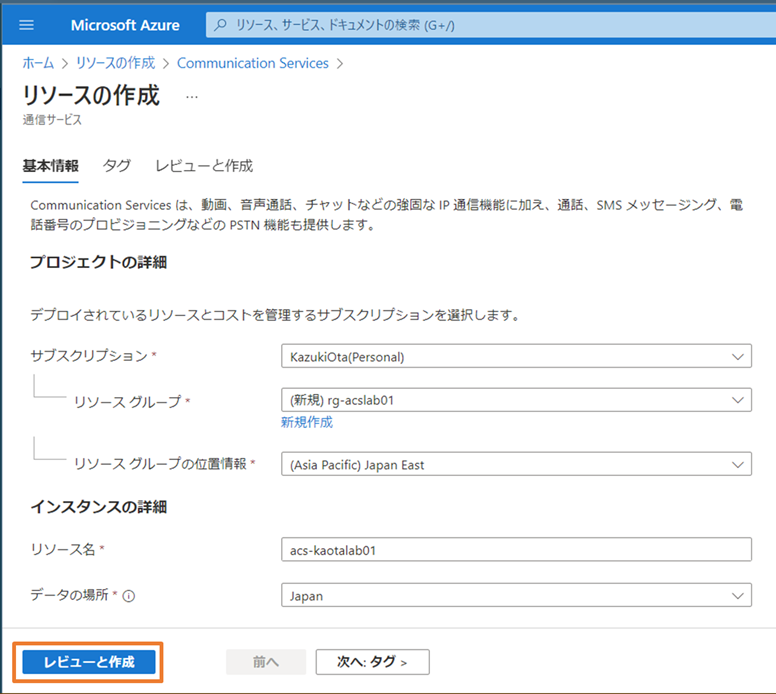 Microsoft Azure
リソース、サービス、ドキュメントの検索 (G+/)
ホーム > リソースの作成 > Communication Services >
リソースの作成 …
通信サービス
基本情報 タグ レビューと作成
Communication Services は、動画、音声通話、チャットなどの強固な IP 通信機能に加え、通話、SMS メッセージング、電
話番号のプロビジョニングなどの PSTN 機能も提供します。
プロジェクトの詳細
デプロイされているリソースとコストを管理するサブスクリプションを選択します。
サブスクリプション * KazukiOta(Personal)
リソース グループ * (新規) rg-acslab01
新規作成
リソース グループの位置情報 * (Asia Pacific) Japan East
インスタンスの詳細
リソース名 * acs-kaotalab01
データの場所 * Japan
レビューと作成 前へ 次へ: タグ >